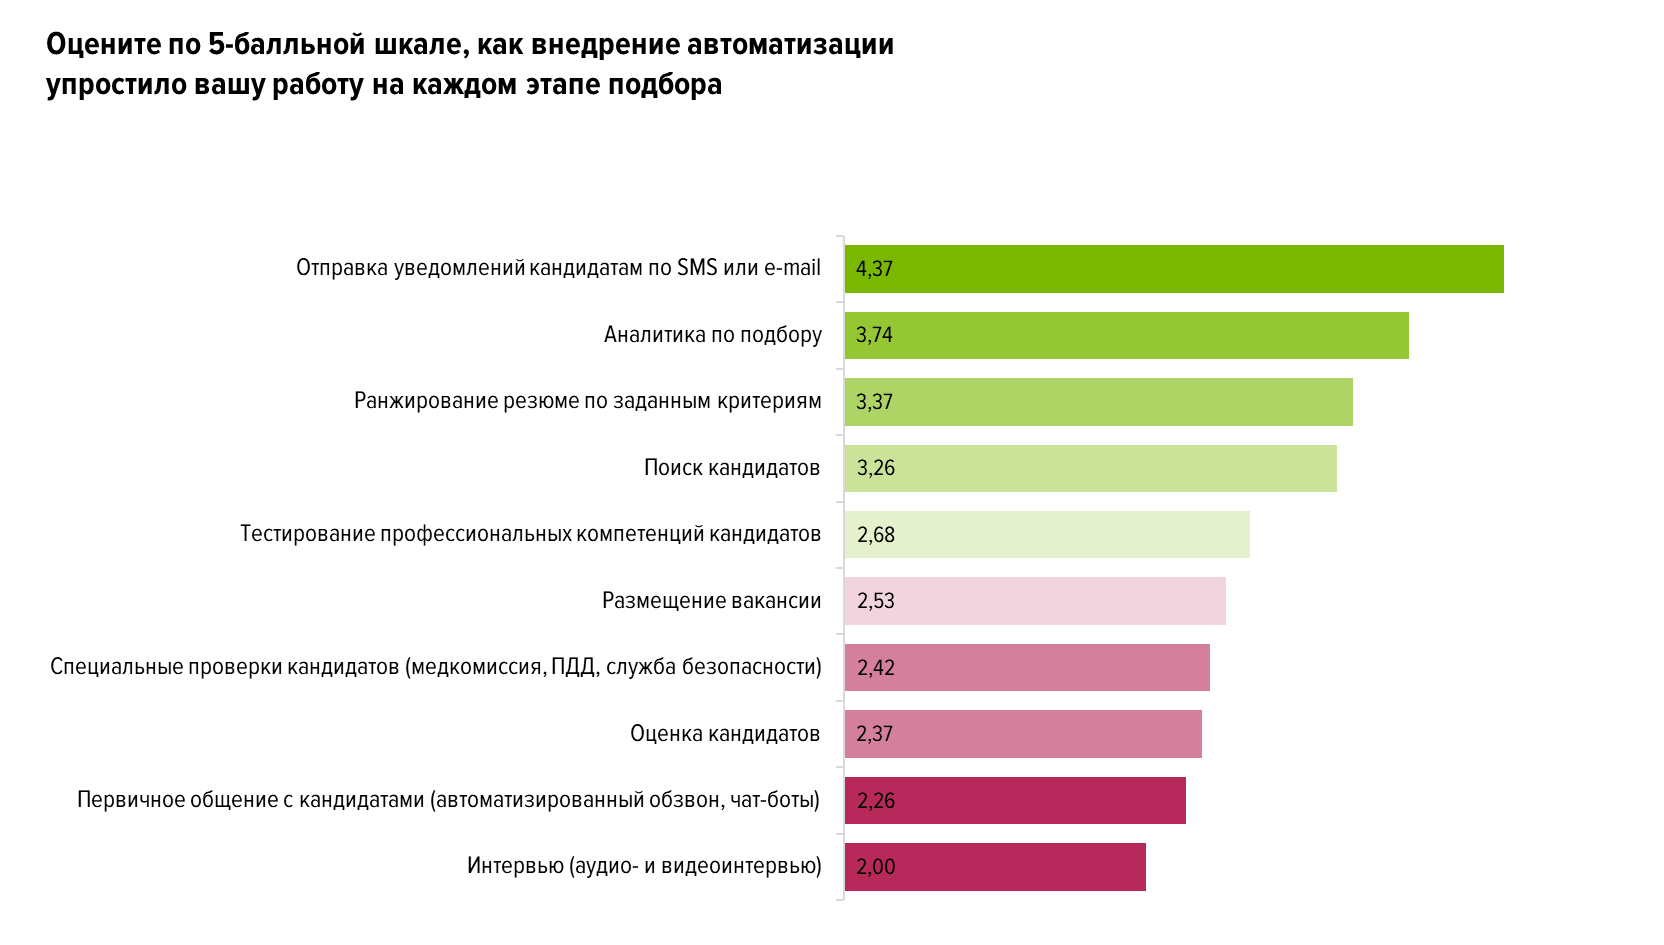 Оцените по 5-балльной шкале, как внедрение автоматизации
упростило вашу работу на каждом этапе подбора
Отправка уведомлений кандидатам по SMS или e-mail 4,37
Аналитика по подбору 3,74
Ранжирование резюме по заданным критериям 3,37
Поиск кандидатов 3,26
Тестирование профессиональных компетенций кандидатов 2,68
Размещение вакансии 2,53
Специальные проверки кандидатов (медкомиссия, ПДД, служба безопасности) 2,42
Оценка кандидатов 2,37
Первичное общение с кандидатами (автоматизированный обзвон, чат-боты) 2,26
Интервью (аудио- и видеоинтервью) 2,00